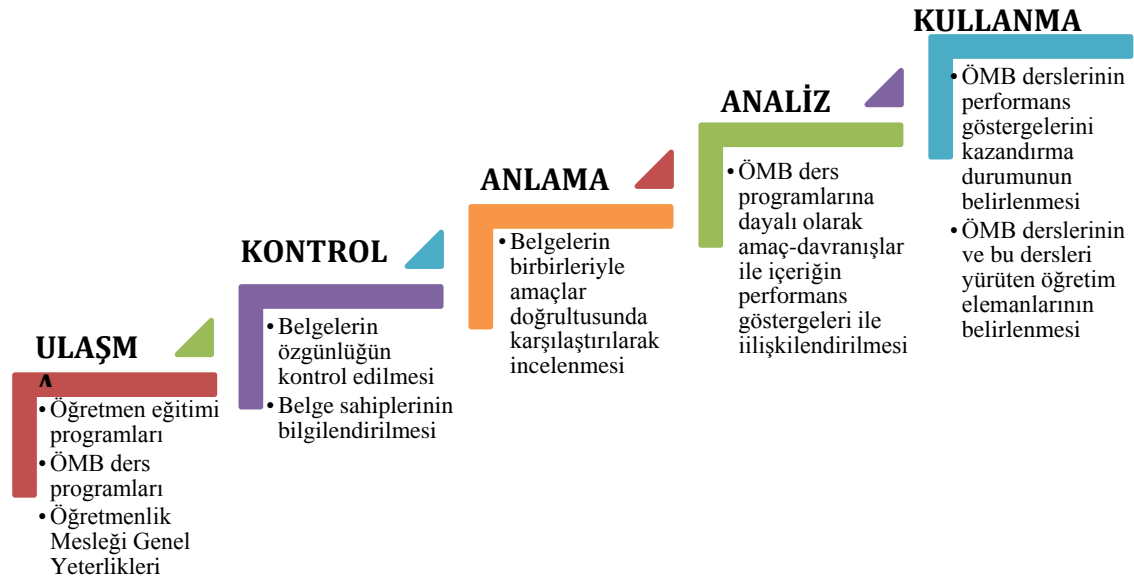 ULAŞM
A
•Öğretmen eğitimi
programları
•ÖMB ders
programları
•Öğretmenlik
Mesleği Genel
Yeterlikleri
KONTROL
•Belgelerin
özgünlüğün
kontrol edilmesi
•Belge sahiplerinin
bilgilendirilmesi
ANLAMA
•Belgelerin
birbirleriyle
amaçlar
doğrultusunda
karşılaştırılarak
incelenmesi
ANALİZ
•ÖMB ders
programlarına
dayalı olarak
amaç-davranışlar
ile içeriğin
performans
göstergeleri ile
iilişkilendirilmesi
KULLANMA
•ÖMB derslerinin
performans
göstergelerini
kazandırma
durumunun
belirlenmesi
•ÖMB derslerinin
ve bu dersleri
yürüten öğretim
elemanlarının
belirlenmesi